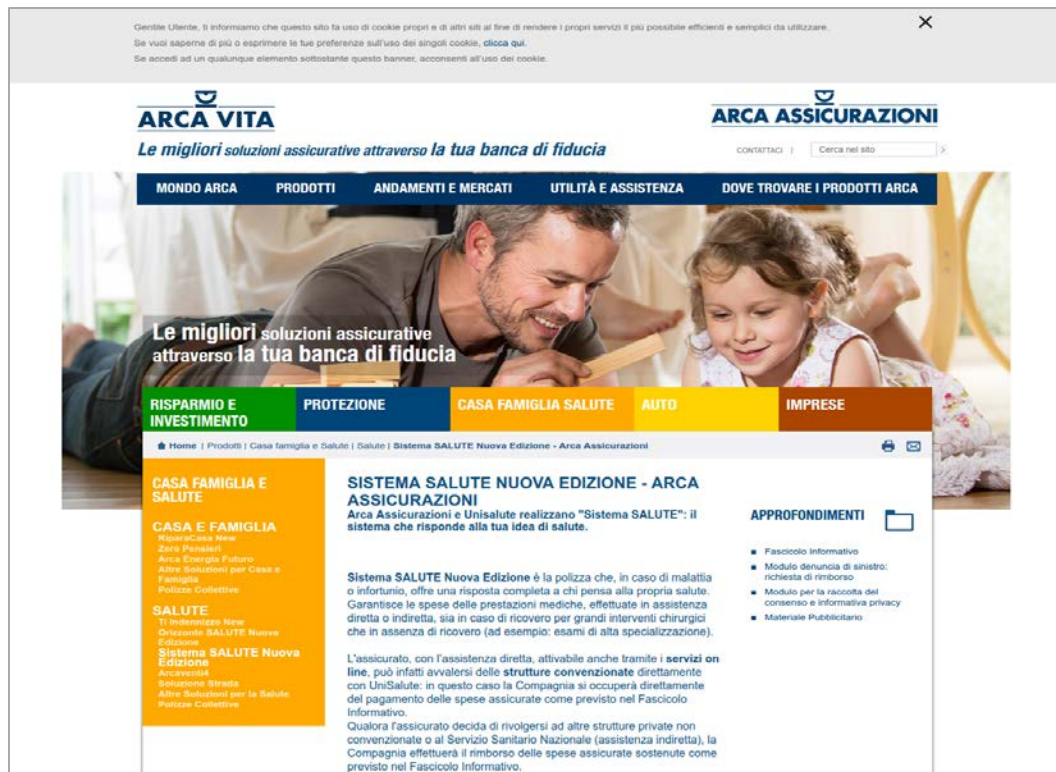 Gentile Utente, ti informiamo che questo sito fa uso di cookie propri e di altri siti al fine di rendere i propri servizi il più possibile efficienti e semplici da utilizzare.
Se vuoi saperne di più o esprimere le tue preferenze sull'uso dei singoli cookie, clicca qui.
Se accedi ad un qualunque elemento sottostante questo banner, acconsenti all'uso dei cookie.
ARCA VITA
ARCA ASSICURAZIONI
Le migliori soluzioni assicurative attraverso la tua banca di fiducia
CONTATTACI |
Cerca nel sito
MONDO ARCA
PRODOTTI
ANDAMENTI E MERCATI
UTILITÀ E ASSISTENZA
DOVE TROVARE I PRODOTTI ARCA
Le migliori soluzioni assicurative
attraverso la tua banca di fiducia
RISPARMIO E
INVESTIMENTO
PROTEZIONE
CASA FAMIGLIA SALUTE
AUTO
IMPRESE
Home | Prodotti | Casa famiglia e Salute | Salute | Sistema SALUTE Nuova Edizione - Arca Assicurazioni
CASA FAMIGLIA E
SALUTE
CASA E FAMIGLIA
RiparaCasa New
Zero Pensieri
Arca Energia Futuro
Altre Soluzioni per Casa e
Famiglia
Polizze Collettive
SALUTE
Ti Indennizzo New
Orizzonte SALUTE Nuova
Edizione
Sistema SALUTE Nuova
Edizione
Arcaventi4
Soluzione Strada
Altre Soluzioni per la Salute
Polizze Collettive
SISTEMA SALUTE NUOVA EDIZIONE - ARCA
ASSICURAZIONI
Arca Assicurazioni e Unisalute realizzano "Sistema SALUTE": il
sistema che risponde alla tua idea di salute.
Sistema SALUTE Nuova Edizione è la polizza che, in caso di malattia
o infortunio, offre una risposta completa a chi pensa alla propria salute.
Garantisce le spese delle prestazioni mediche, effettuate in assistenza
diretta o indiretta, sia in caso di ricovero per grandi interventi chirurgici
che in assenza di ricovero (ad esempio: esami di alta specializzazione).
L'assicurato, con l'assistenza diretta, attivabile anche tramite i servizi on
line, può infatti avvalersi delle strutture convenzionate direttamente
con UniSalute: in questo caso la Compagnia si occuperà direttamente
del pagamento delle spese assicurate come previsto nel Fascicolo
Informativo.
Qualora l'assicurato decida di rivolgersi ad altre strutture private non
convenzionate o al Servizio Sanitario Nazionale (assistenza indiretta), la
Compagnia effettuerà il rimborso delle spese assicurate sostenute come
previsto nel Fascicolo Informativo.
APPROFONDIMENTI
Fascicolo Informativo
Modulo denuncia di sinistro:
richiesta di rimborso
Modulo per la raccolta del
consenso e informativa privacy
Materiale Pubblicitario